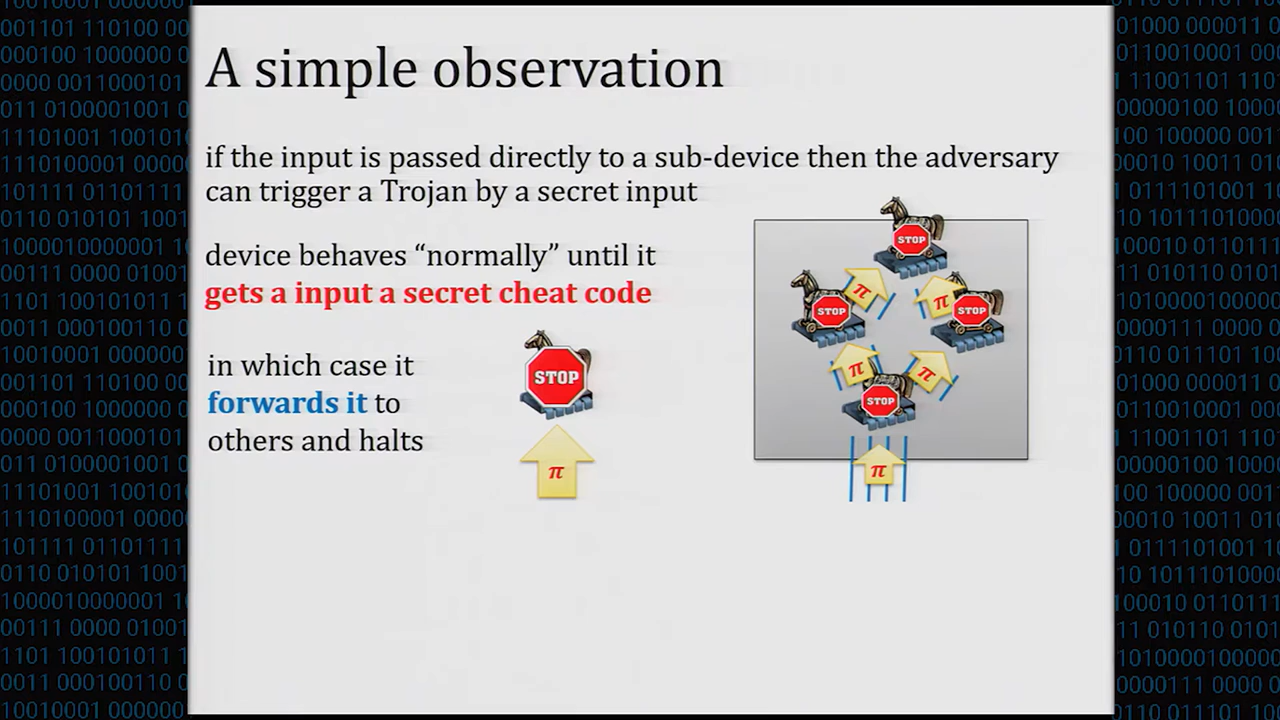 A simple observation
if the input is passed directly to a sub-device then the adversary
can trigger a Trojan by a secret input
device behaves “normally” until it
gets a input a secret cheat code
in which case it
forwards it to
others and halts
STOP
π
STOP
STOP
π
π
STOP
π
π
STOP
π